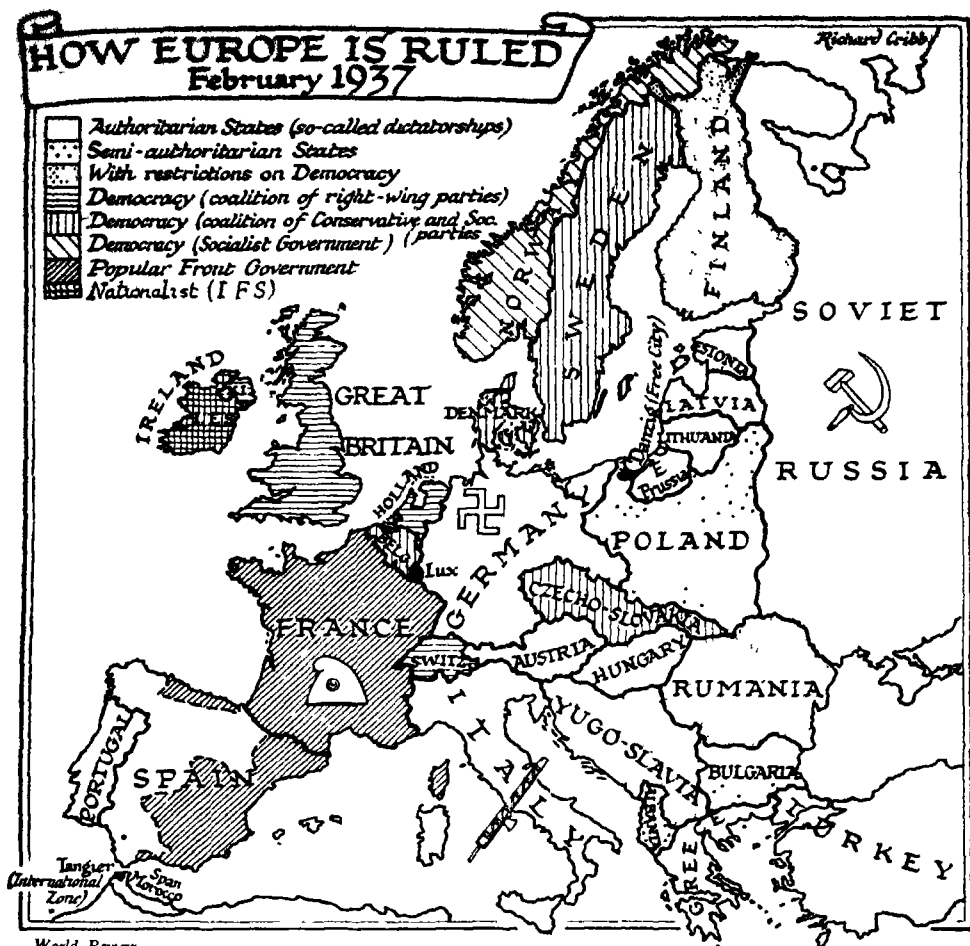 HOW EUROPE IS RULED
February 1937
Richard Cribb
Authoritarian States (so-called dictatorships)
Semi-authoritarian States
With restrictions on Democracy
Democracy (coalition of right-wing parties)
Democracy (coalition of Conservative and Soc.
(parties
Democracy (Socialist Government)
Popular Front Government
Nationalist (I F S)
NORWAY
SWEDEN
FINLAND
SOVIET
RUSSIA
ESTONIA
LATVIA
LITHUANIA
Danzig (Free City)
E
Prussia
IRELAND
N.I.
I.F.S.
GREAT
BRITAIN
DENMARK
HOLLAND
BELG
Lux
GERMANY
POLAND
CZECHO-SLOVAKIA
FRANCE
SWITZ
AUSTRIA
HUNGARY
RUMANIA
ITALY
YUGO-SLAVIA
BULGARIA
ALBANIA
GREECE
TURKEY
PORTUGAL
SPAIN
Tangier
(International
Zone)
Span
Morocco